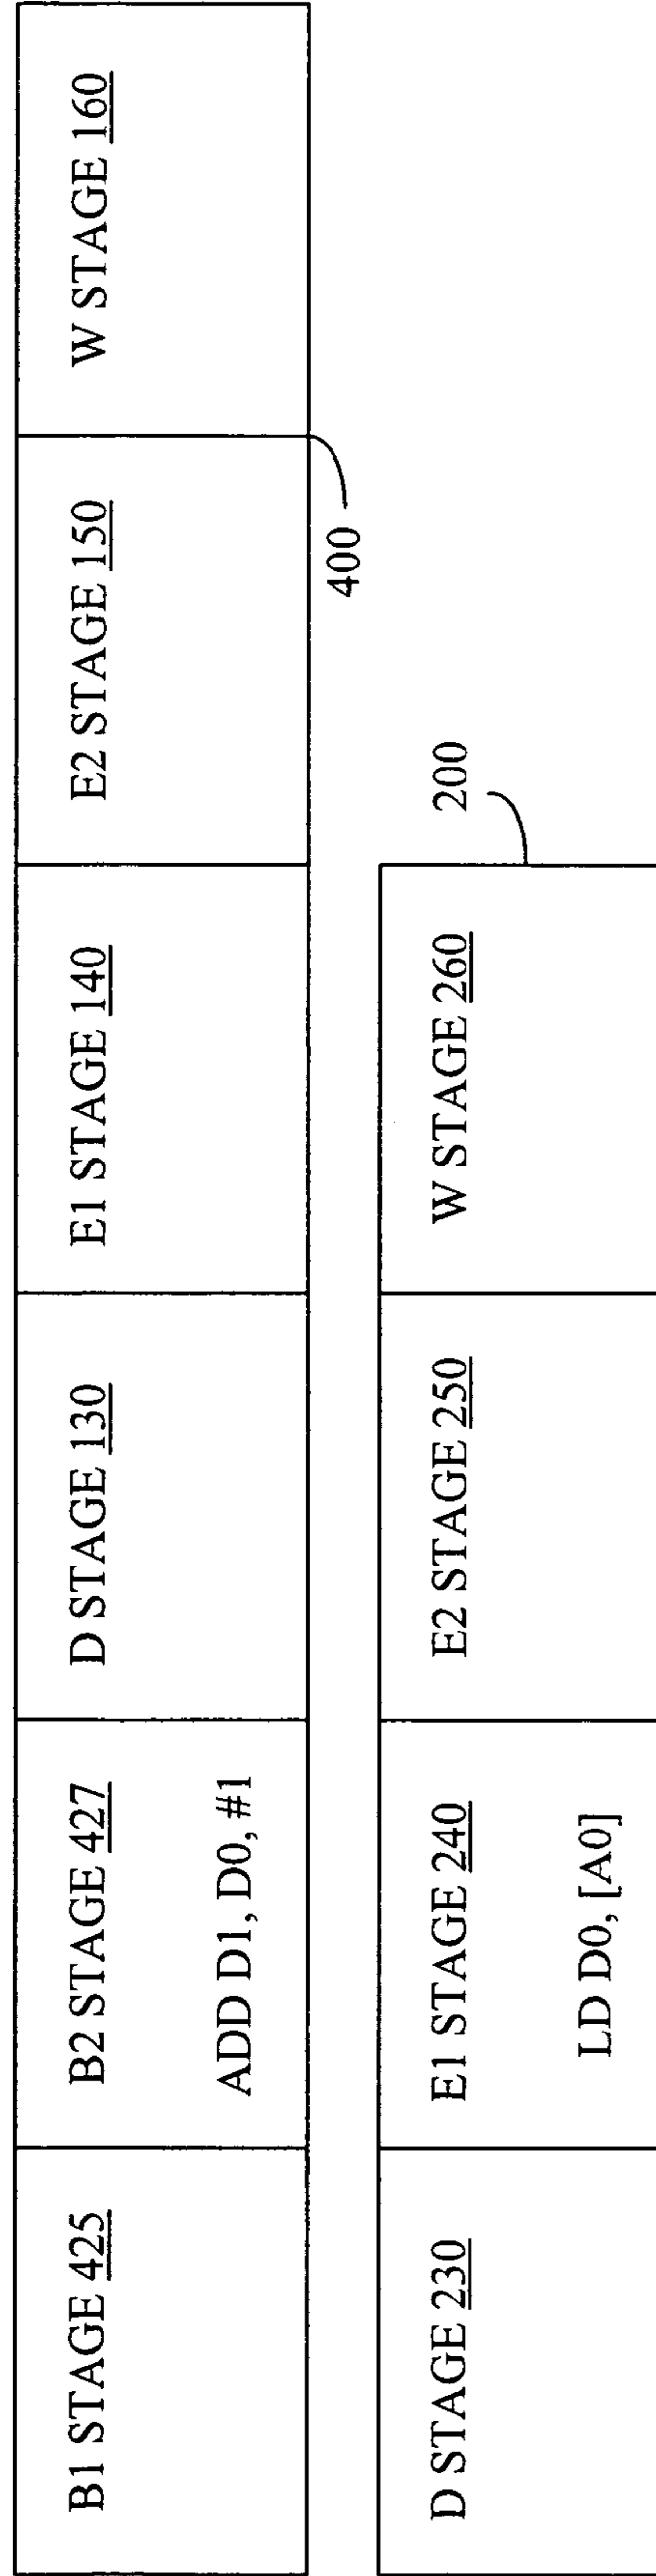 B1 STAGE 425
B2 STAGE 427
ADD D1, D0, #1
D STAGE 130
E1 STAGE 140
E2 STAGE 150
W STAGE 160
400
D STAGE 230
E1 STAGE 240
LD D0, [A0]
E2 STAGE 250
W STAGE 260
200